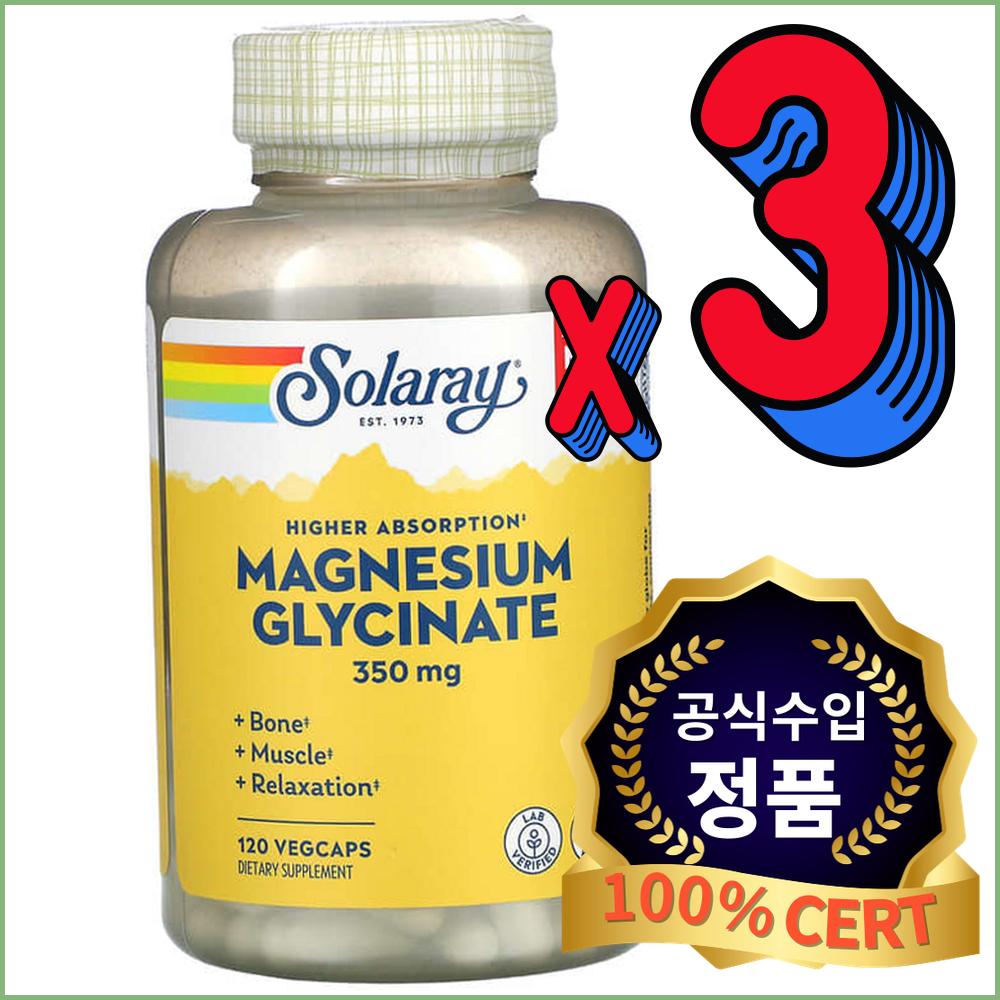 Solaray®
EST. 1973
x 3
HIGHER ABSORPTION‡
MAGNESIUM
GLYCINATE
350 mg
+ Bone‡
+ Muscle‡
+ Relaxation‡
120 VEGCAPS
DIETARY SUPPLEMENT
LAB
VERIFIED
공식수입
정품
100% CERT